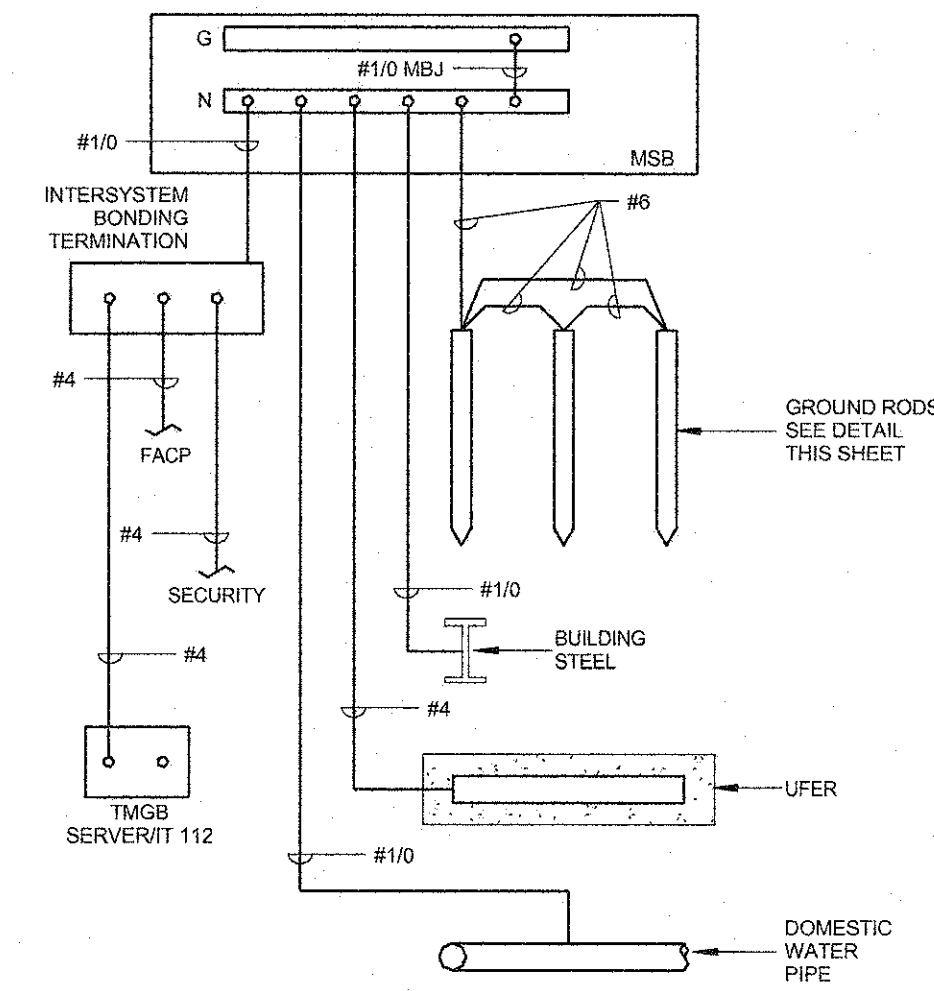 G
#1/0 MBJ
N
#1/0
MSB
INTERSYSTEM
BONDING
TERMINATION
#6
#4
FACP
GROUND RODS
SEE DETAIL
THIS SHEET
#4
SECURITY
#1/0
BUILDING
STEEL
#4
#4
TMGB
SERVER/IT 112
UFER
#1/0
DOMESTIC
WATER
PIPE